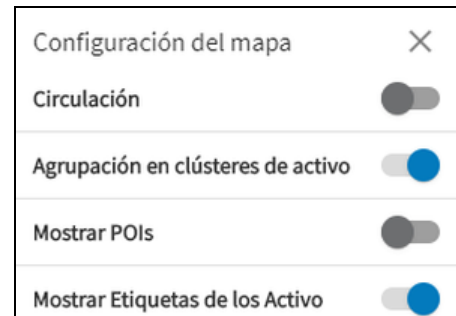 Configuración del mapa
Circulación
Agrupación en clústeres de activo
Mostrar POIs
Mostrar Etiquetas de los Activo